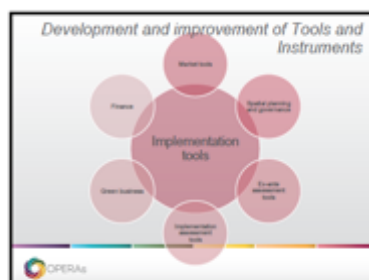 Development and improvement of Tools and
Instruments
Market tools
Finance
Spatial planning
and governance
Implementation
tools
Green business
Ex-ante
assessment
tools
Implementation
assessment
tools
OPERAs